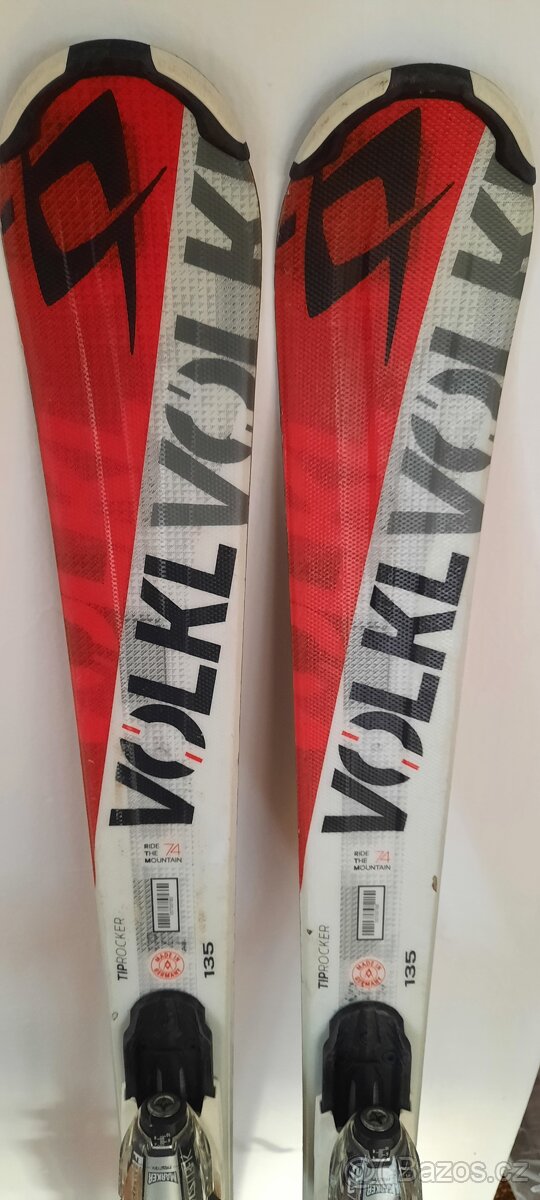 VÖLKL
VÖLKL
RIDE
THE 74
MOUNTAIN
TIPROCKER
MADE IN
GERMANY
135
MARKER
VÖLKL
VÖLKL
RIDE
THE 74
MOUNTAIN
TIPROCKER
MADE IN
GERMANY
135
Bazoš.cz